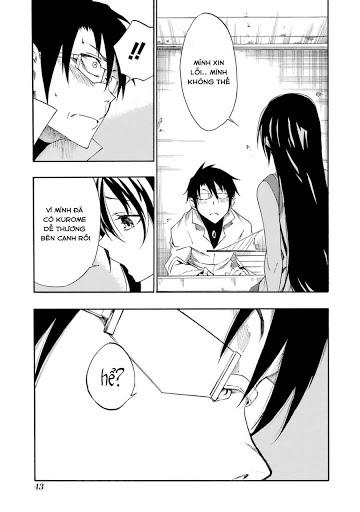 MÌNH XIN
LỖI... MÌNH
KHÔNG THỂ
!!
VÌ MÌNH ĐÃ
CÓ KUROME
DỄ THƯƠNG
BÊN CẠNH RỒI
HỂ?
43